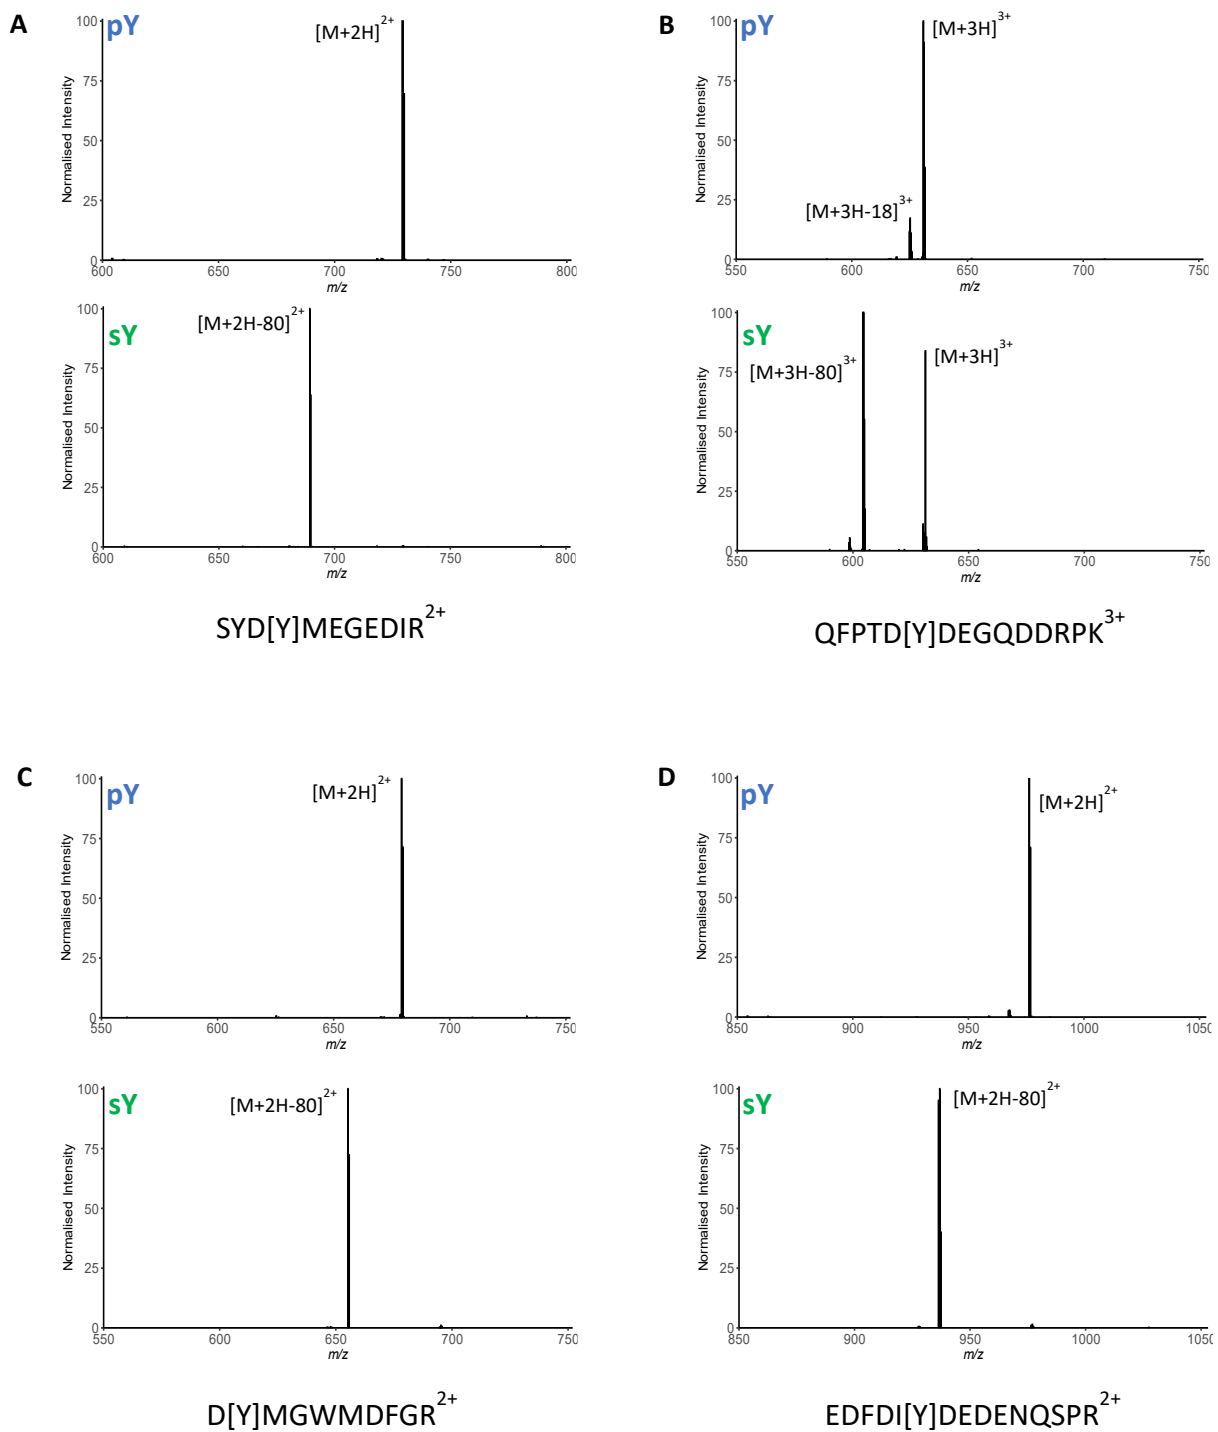 A
pY
[M+2H]2+
Normalised Intensity
100
75
50
25
0
600
650
700
750
800
m/z
sY
[M+2H-80]2+
Normalised Intensity
100
75
50
25
0
600
650
700
750
800
m/z
SYD[Y]MEGEDIR2+
B
pY
[M+3H]3+
[M+3H-18]3+
Normalised Intensity
100
75
50
25
0
550
600
650
700
750
m/z
sY
[M+3H-80]3+
[M+3H]3+
Normalised Intensity
100
75
50
25
0
550
600
650
700
750
m/z
QFPTD[Y]DEGQDDRPK3+
C
pY
[M+2H]2+
Normalised Intensity
100
75
50
25
0
550
600
650
700
750
m/z
sY
[M+2H-80]2+
Normalised Intensity
100
75
50
25
0
550
600
650
700
750
m/z
D[Y]MGWMDFGR2+
D
pY
[M+2H]2+
Normalised Intensity
100
75
50
25
0
850
900
950
1000
1050
m/z
sY
[M+2H-80]2+
Normalised Intensity
100
75
50
25
0
850
900
950
1000
1050
m/z
EDFDI[Y]DEDENQSPR2+